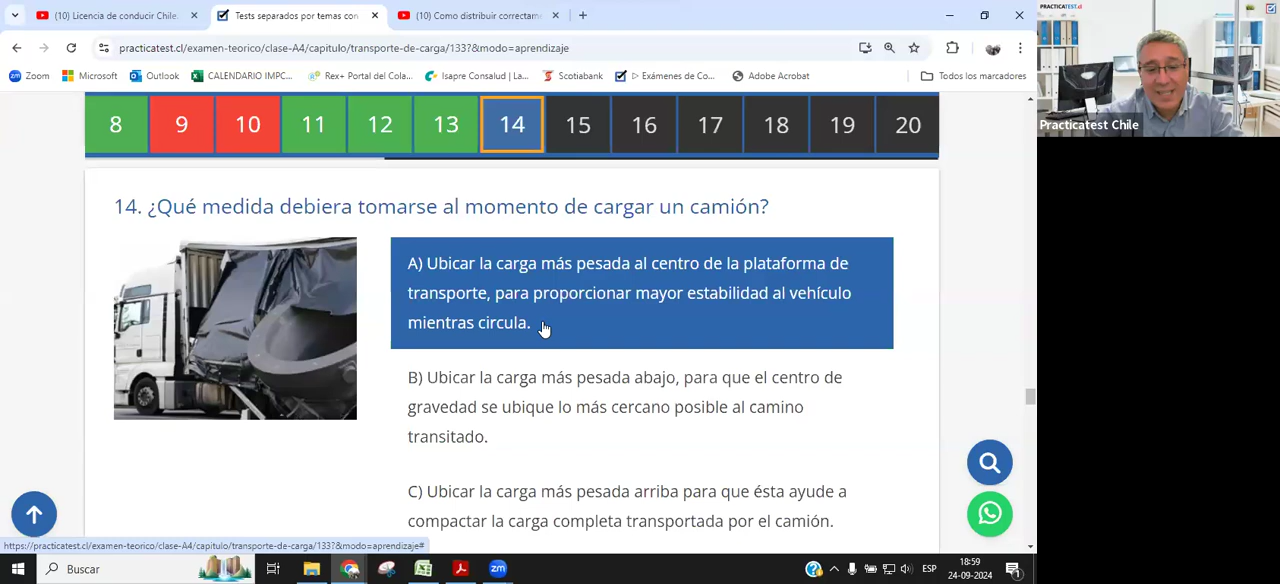 (10) Licencia de conducir Chile:
Tests separados por temas
(10) Como distribuir correctam
practicatest.cl/examen-teorico/clase-A4/capitulo/transporte-de-carga/133?&modo=aprendizaje
Zoom
Microsoft
Outlook
CALENDARIO IMPC...
Rex+ Portal del Cola...
Scotiabank
Exámenes de Co...
Adobe Acrobat
Todos los marcadores
PRACTICATEST.cl
Practicatest Chile
8 9 10 11 12 13 14 15 16 17 18 19 20
14. ¿Qué medida debiera tomarse al momento de cargar un camión?
A) Ubicar la carga más pesada al centro de la plataforma de
transporte, para proporcionar mayor estabilidad al vehículo
mientras circula.
B) Ubicar la carga más pesada abajo, para que el centro de
gravedad se ubique lo más cercano posible al camino
transitado.
C) Ubicar la carga más pesada arriba para que ésta ayude a
compactar la carga completa transportada por el camión.
https://practicatest.cl/examen-teorico/clase-A4/capitulo/transporte-de-carga/133?&modo=aprendizaje#
Buscar
ESP
18:59
24-09-2024